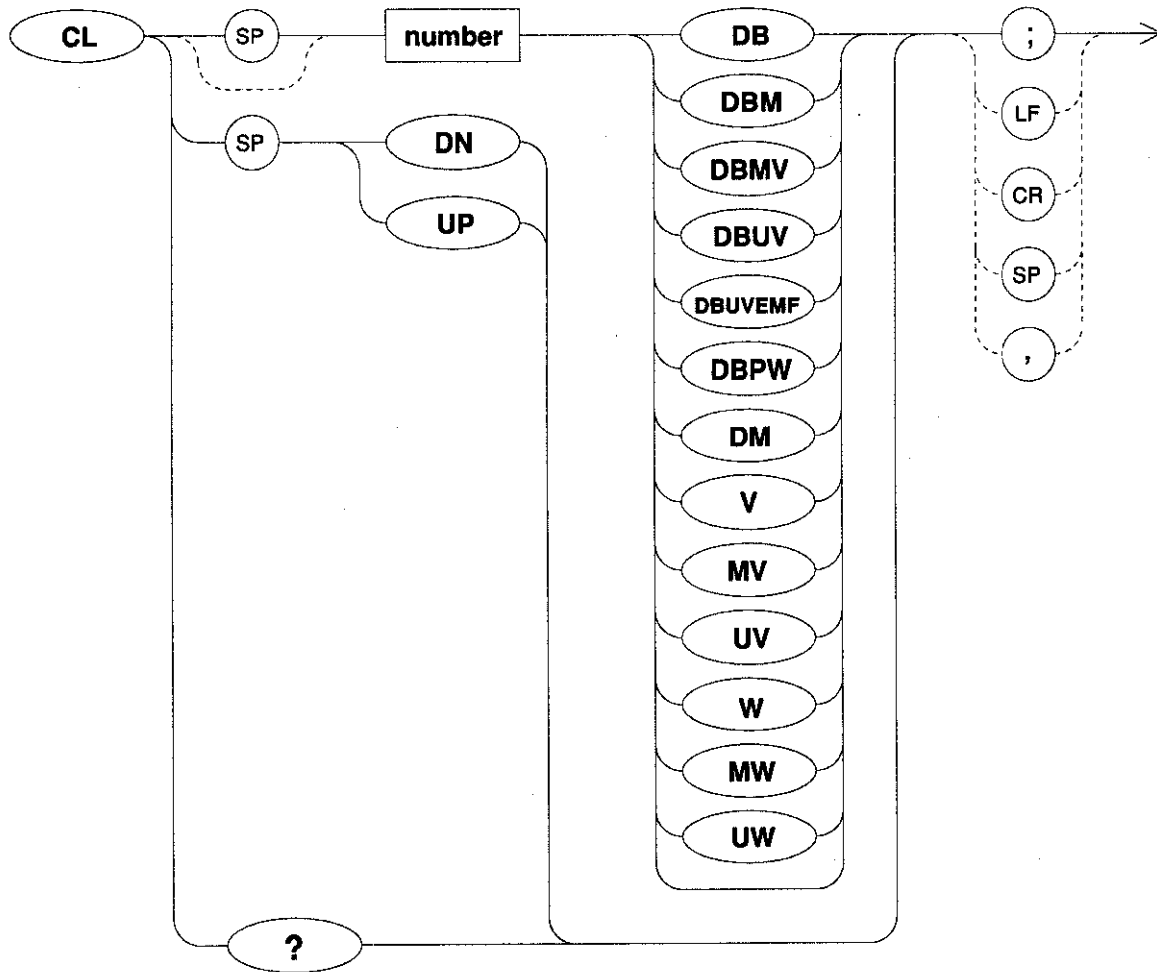 CL SP number DB ;
DBM LF
SP DN DBMV
UP DBUV CR
DBUVEMF SP
DBPW ,
DM
V
MV
UV
W
MW
UW
?